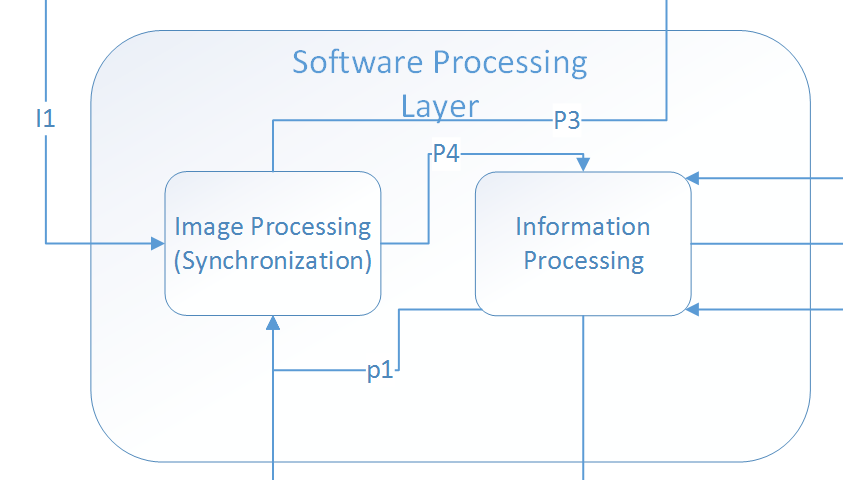 Software Processing
Layer
I1
P3
P4
Image Processing
(Synchronization)
Information
Processing
p1